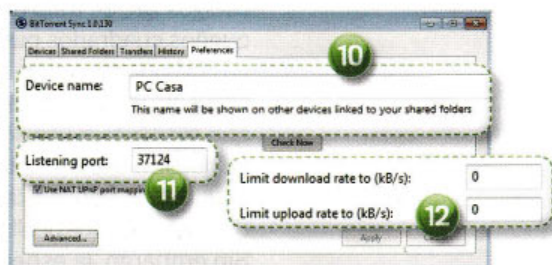 BitTorrent Sync 1.0.130
Devices Shared Folders Transfers History Preferences
10
Device name: PC Casa
This name will be shown on other devices linked to your shared folders
Check Now
Listening port: 37124
11
Use NAT UPnP port mapping
Limit download rate to (kB/s): 0
Limit upload rate to (kB/s): 0
12
Advanced...
Apply